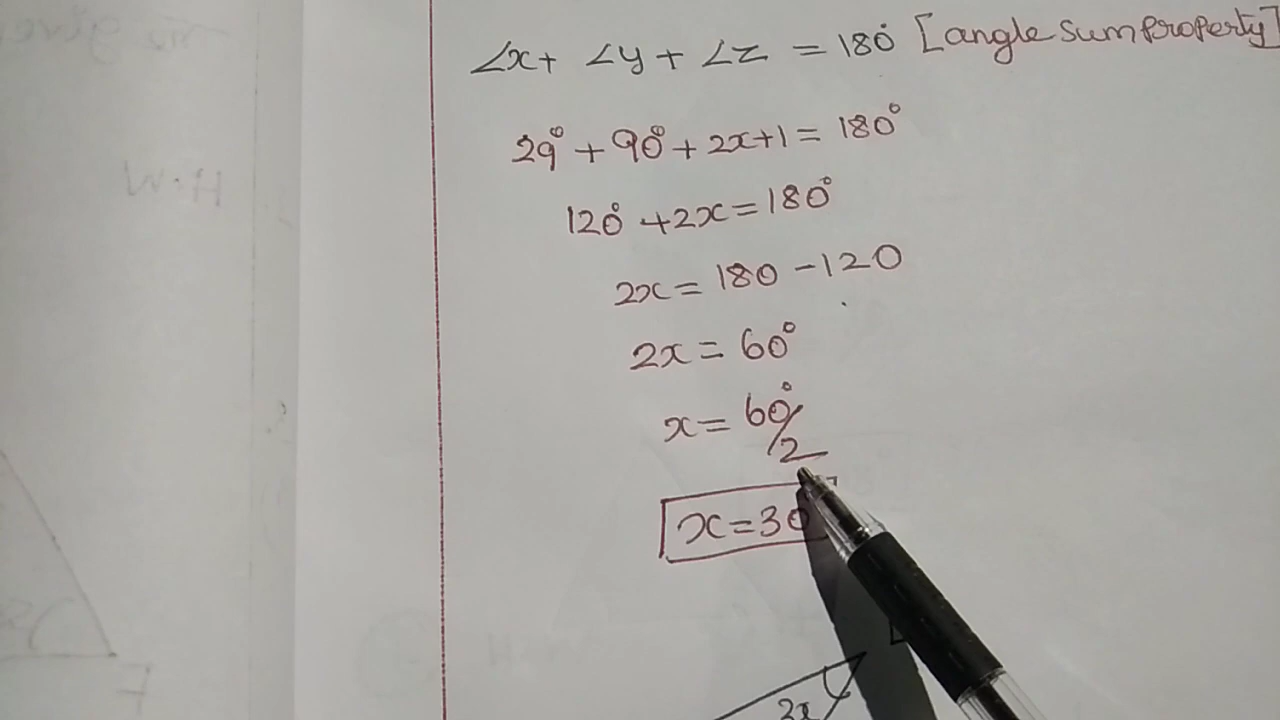 ∠x + ∠y + ∠z = 180° [angle sum property]
29° + 90° + 2x+1 = 180°
120° + 2x = 180°
2x = 180 - 120
2x = 60°
x = 60°/2
x = 30